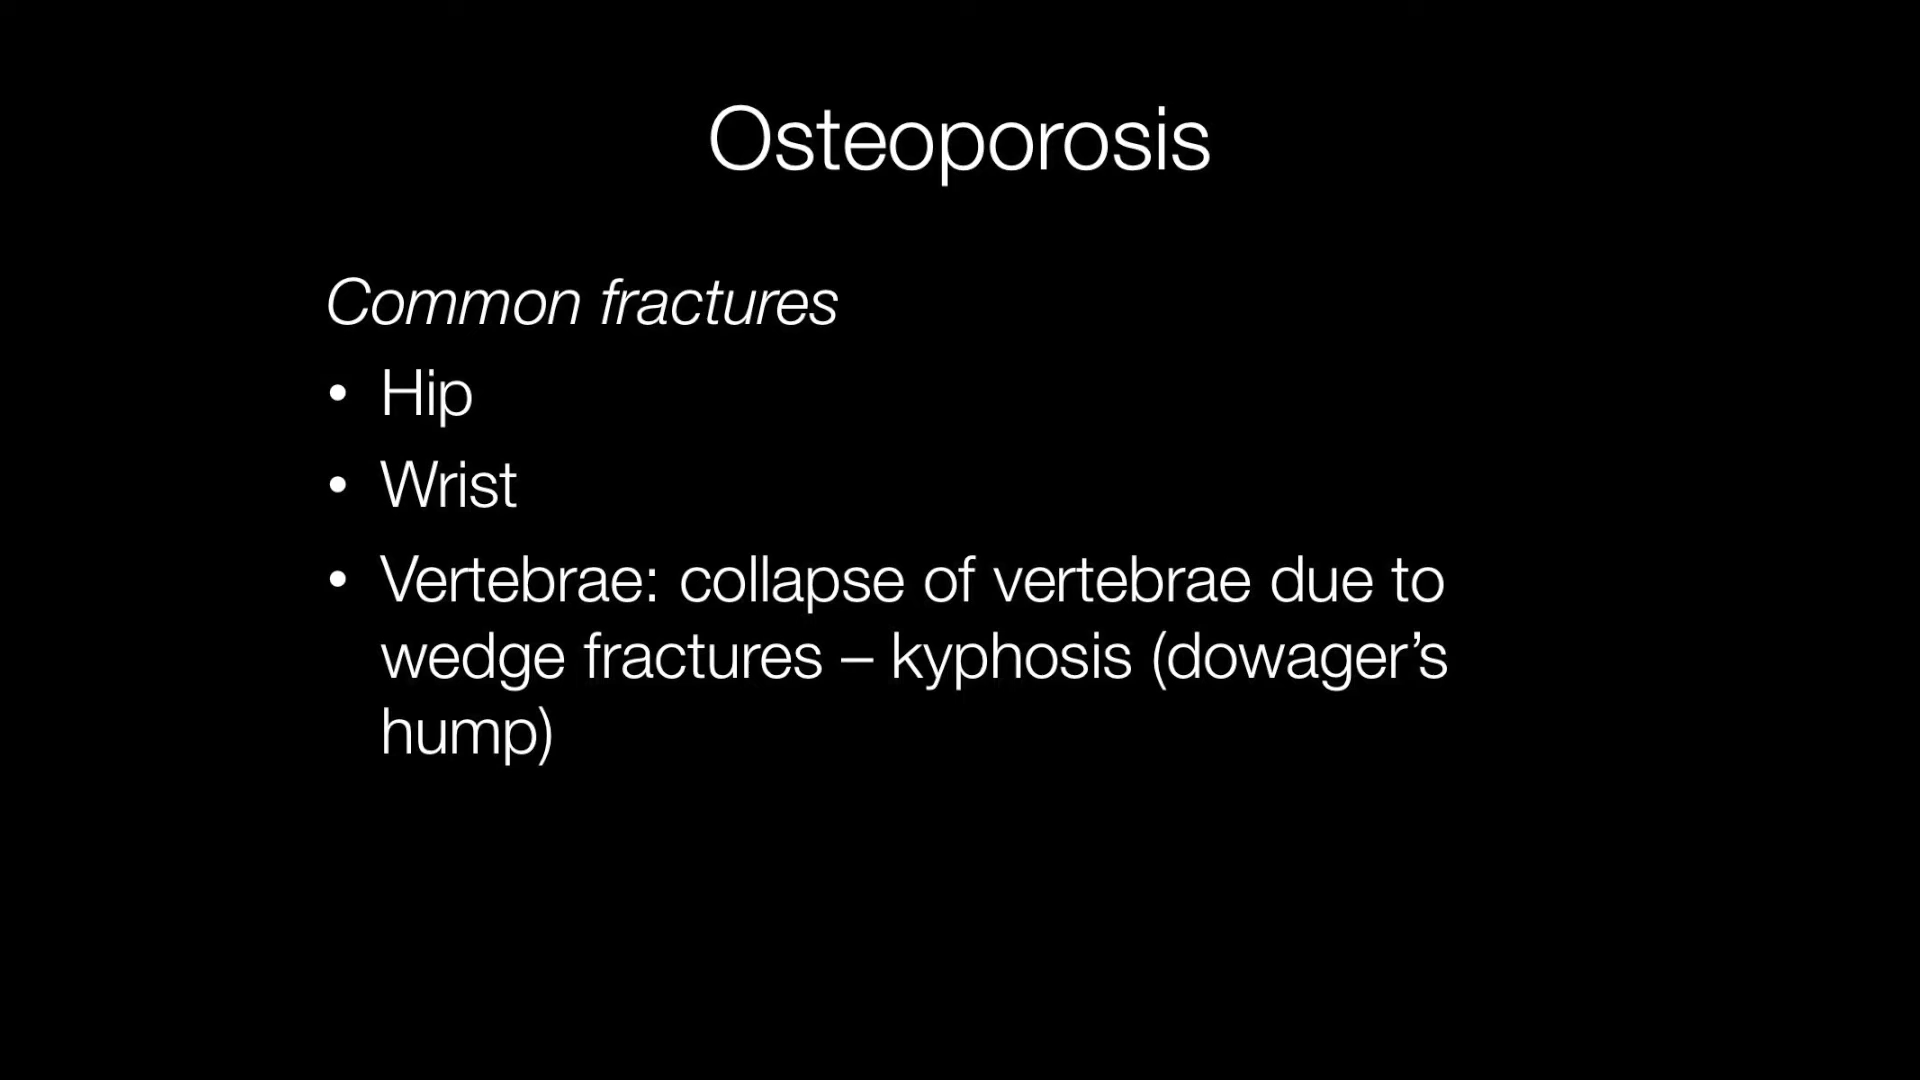 Osteoporosis
Common fractures
• Hip
• Wrist
• Vertebrae: collapse of vertebrae due to
wedge fractures – kyphosis (dowager’s
hump)